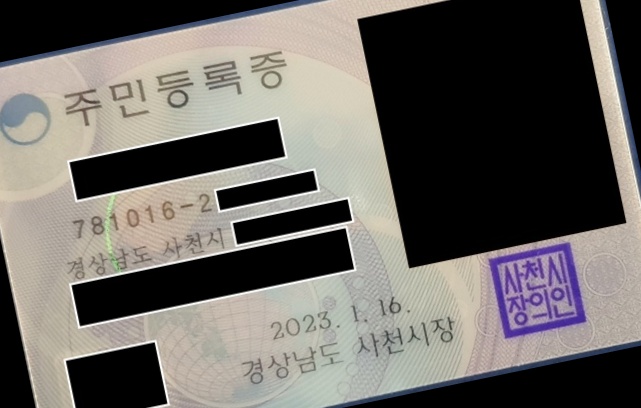 주민등록증
781016-2
경상남도 사천시
2023. 1. 16.
경상남도 사천시장
사천시
장의인